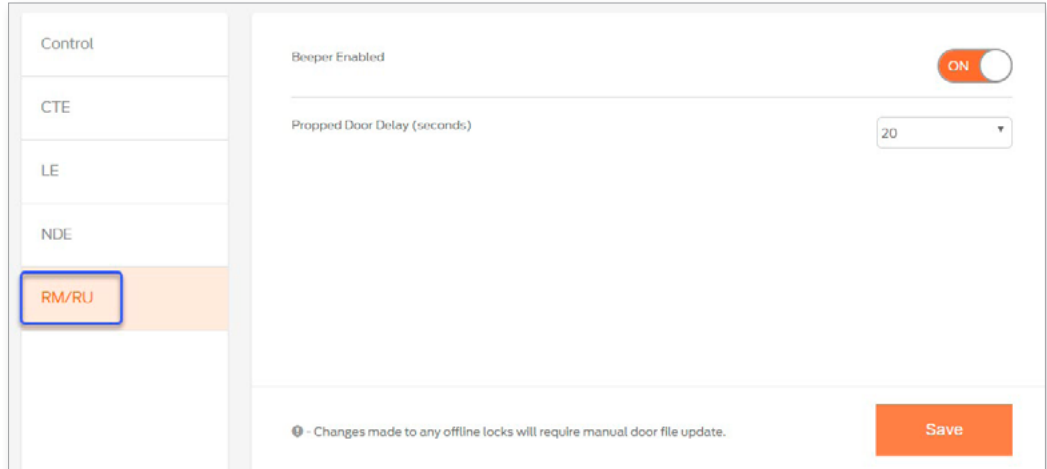 Control
CTE
LE
NDE
RM/RU
Beeper Enabled
ON
Propped Door Delay (seconds)
20
- Changes made to any offline locks will require manual door file update.
Save